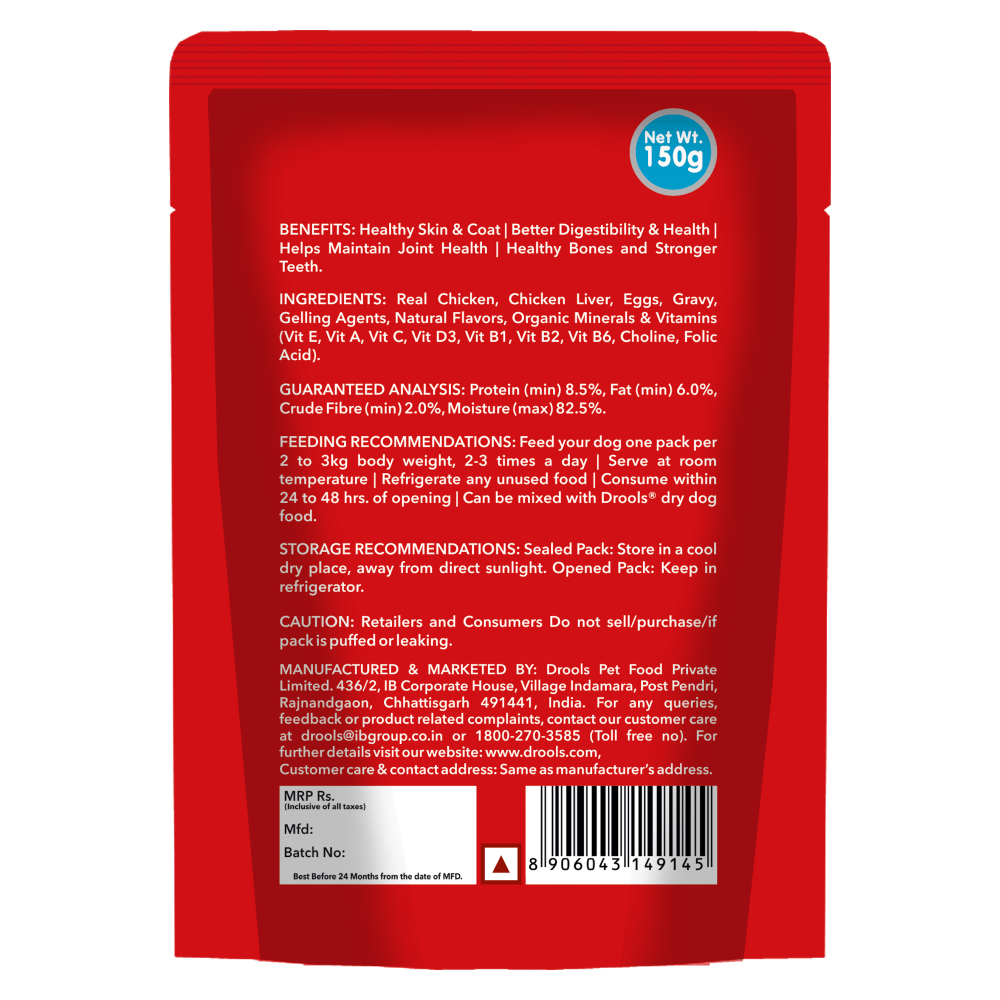 Net Wt.
150g
BENEFITS: Healthy Skin & Coat | Better Digestibility & Health |
Helps Maintain Joint Health | Healthy Bones and Stronger
Teeth.
INGREDIENTS: Real Chicken, Chicken Liver, Eggs, Gravy,
Gelling Agents, Natural Flavors, Organic Minerals & Vitamins
(Vit E, Vit A, Vit C, Vit D3, Vit B1, Vit B2, Vit B6, Choline, Folic
Acid).
GUARANTEED ANALYSIS: Protein (min) 8.5%, Fat (min) 6.0%,
Crude Fibre (min) 2.0%, Moisture (max) 82.5%.
FEEDING RECOMMENDATIONS: Feed your dog one pack per
2 to 3kg body weight, 2-3 times a day | Serve at room
temperature | Refrigerate any unused food | Consume within
24 to 48 hrs. of opening | Can be mixed with Drools® dry dog
food.
STORAGE RECOMMENDATIONS: Sealed Pack: Store in a cool
dry place, away from direct sunlight. Opened Pack: Keep in
refrigerator.
CAUTION: Retailers and Consumers Do not sell/purchase/if
pack is puffed or leaking.
MANUFACTURED & MARKETED BY: Drools Pet Food Private
Limited. 436/2, IB Corporate House, Village Indamara, Post Pendri,
Rajnandgaon, Chhattisgarh 491441, India. For any queries,
feedback or product related complaints, contact our customer care
at drools@ibgroup.co.in or 1800-270-3585 (Toll free no). For
further details visit our website: www.drools.com,
Customer care & contact address: Same as manufacturer's address.
MRP Rs.
(Inclusive of all taxes)
Mfd:
Batch No:
Best Before 24 Months from the date of MFD.
8 906043 149145